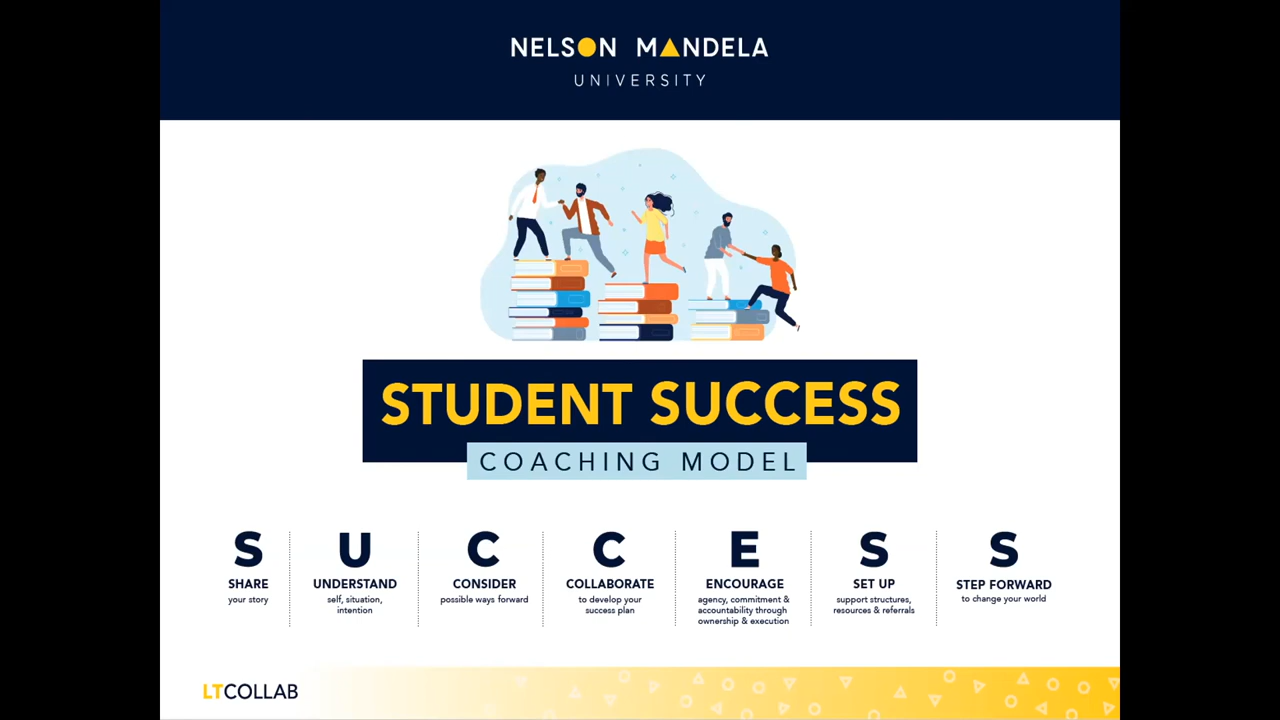 NELSON MANDELA
UNIVERSITY
STUDENT SUCCESS
COACHING MODEL
S
SHARE
your story
U
UNDERSTAND
self, situation,
intention
C
CONSIDER
possible ways forward
C
COLLABORATE
to develop your
success plan
E
ENCOURAGE
agency, commitment &
accountability through
ownership & execution
S
SET UP
support structures,
resources & referrals
S
STEP FORWARD
to change your world
LTCOLLAB